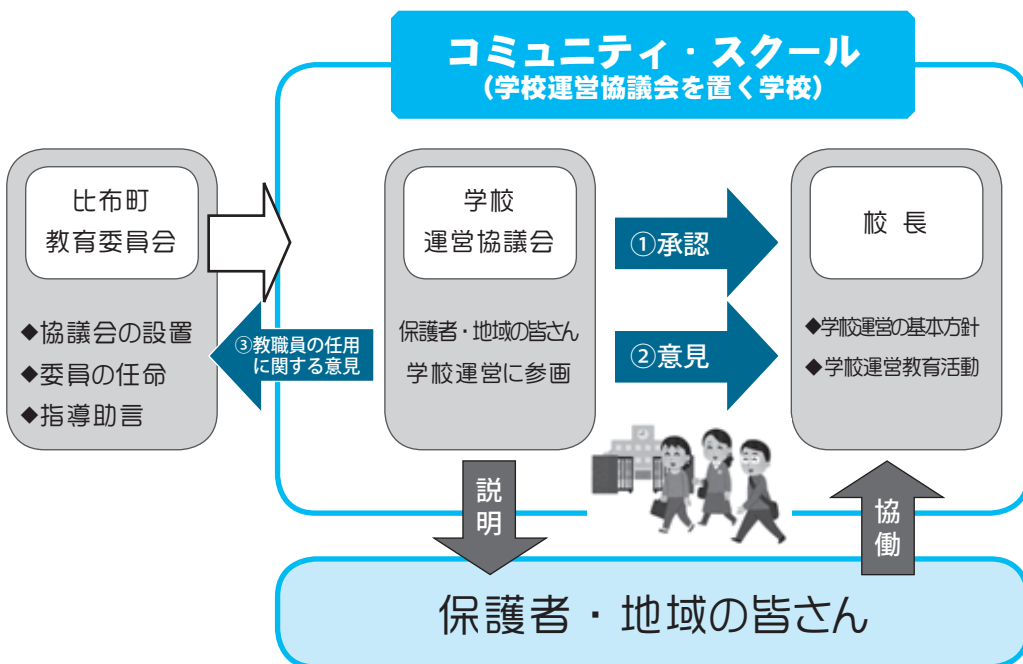 コミュニティ・スクール
（学校運営協議会を置く学校）
比布町
教育委員会
◆協議会の設置
◆委員の任命
◆指導助言
③教職員の任用
に関する意見
学校
運営協議会
保護者・地域の皆さん
学校運営に参画
①承認
②意見
校長
◆学校運営の基本方針
◆学校運営教育活動
説明
協働
保護者・地域の皆さん